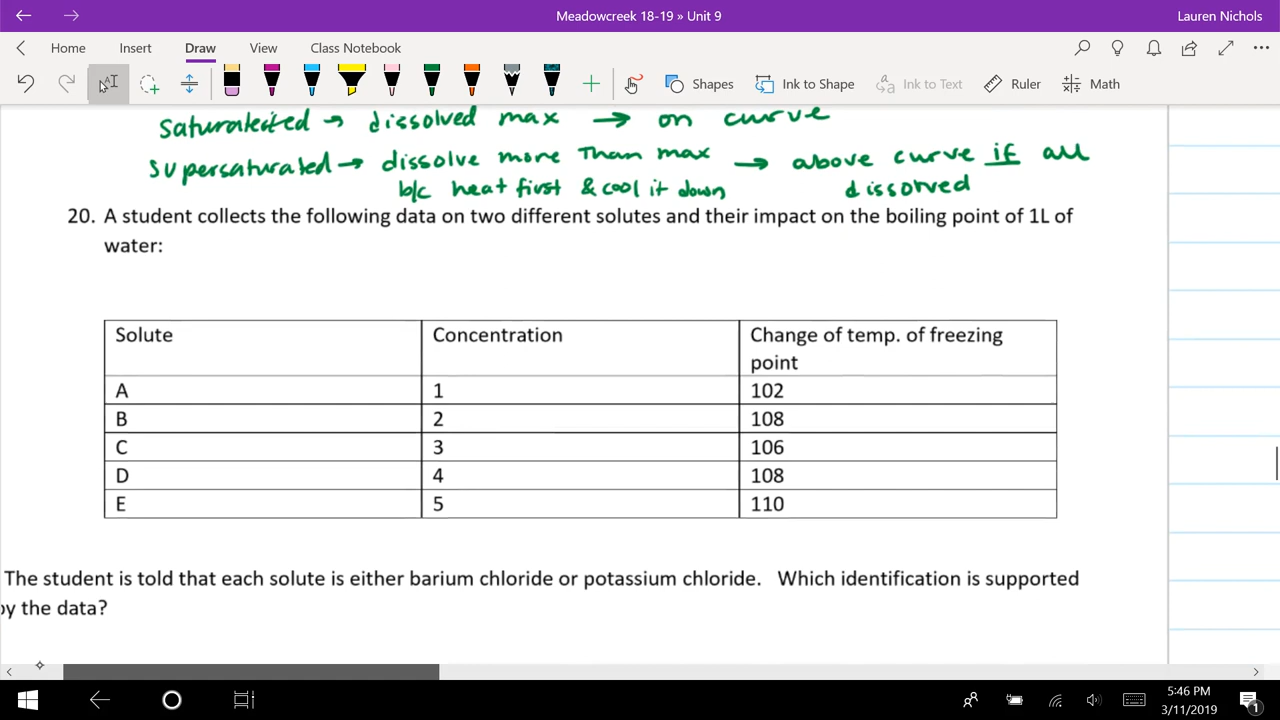 Meadowcreek 18-19 » Unit 9
Lauren Nichols
Home Insert Draw View Class Notebook
Shapes Ink to Shape Ink to Text Ruler Math
dissolved max → on curve
Supersaturated → dissolve more than max → above curve if all
b/c heat first & cool it down dissolved
20. A student collects the following data on two different solutes and their impact on the boiling point of 1L of
water:
Solute Concentration Change of temp. of freezing
point
A 1 102
B 2 108
C 3 106
D 4 108
E 5 110
The student is told that each solute is either barium chloride or potassium chloride. Which identification is supported
by the data?
5:46 PM
3/11/2019
1